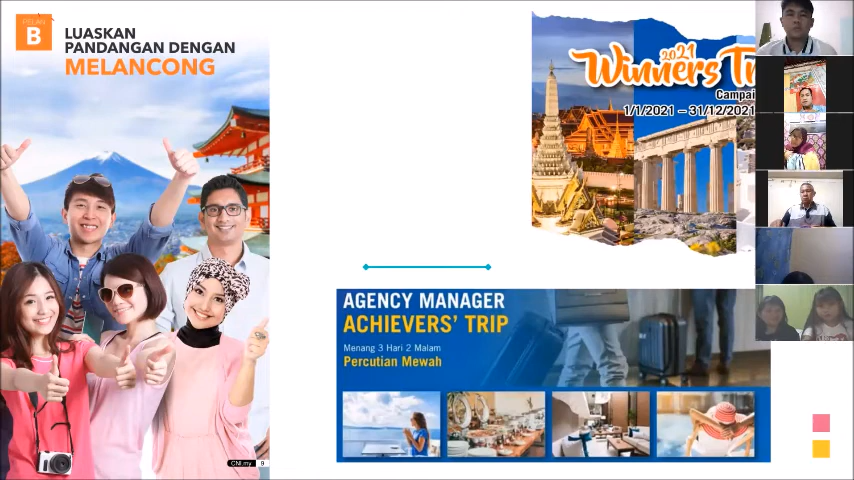 PELAN
B
LUASKAN
PANDANGAN DENGAN
MELANCONG
2021
Winners
Campai
1/1/2021 – 31/12/2021
AGENCY MANAGER
ACHIEVERS' TRIP
Menang 3 Hari 2 Malam
Percutian Mewah
CNI.my 9